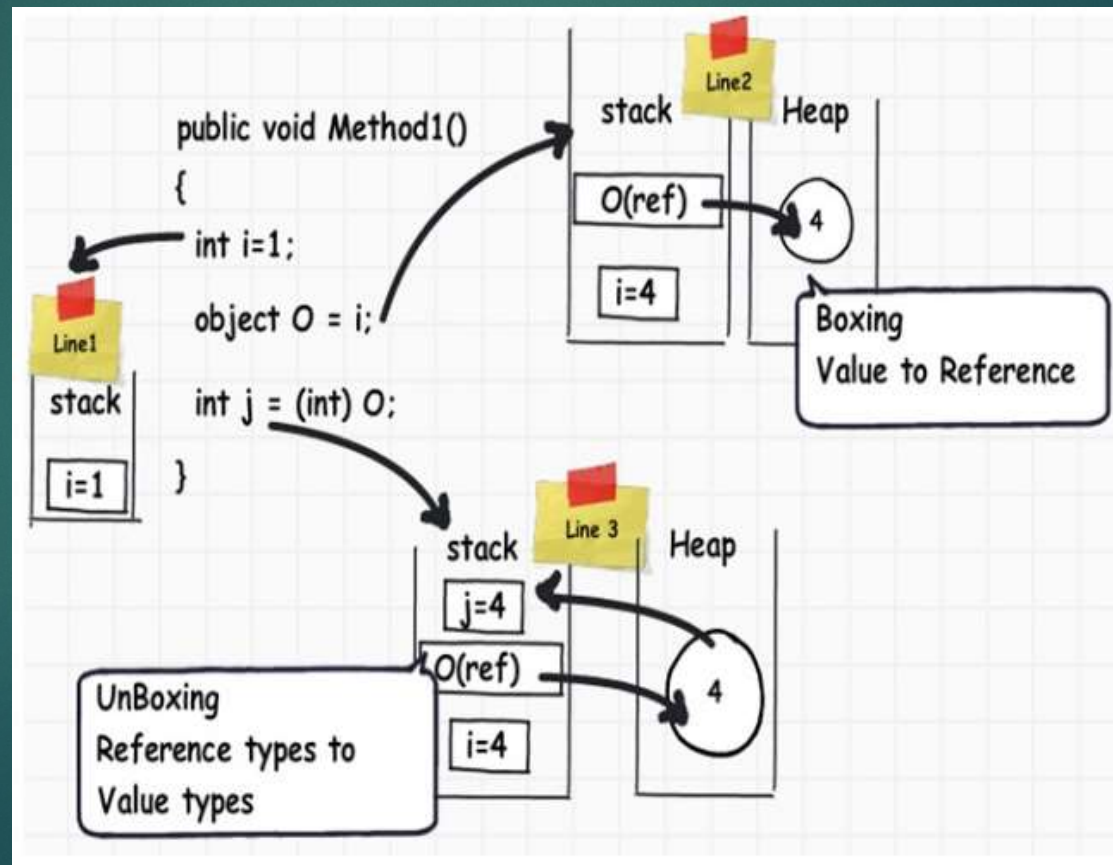 public void Method1()
{
int i=1;
object O = i;
int j = (int) O;
}
Line1
stack
i=1
Line2
stack
Heap
O(ref)
4
i=4
Boxing
Value to Reference
Line 3
stack
Heap
j=4
O(ref)
4
i=4
UnBoxing
Reference types to
Value types